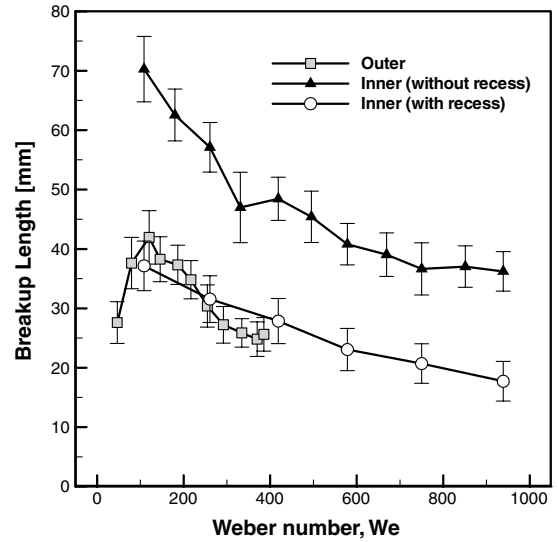 80
70
60
50
40
30
20
10
0
Breakup Length [mm]
Outer
Inner (without recess)
Inner (with recess)
0 200 400 600 800 1000
Weber number, We